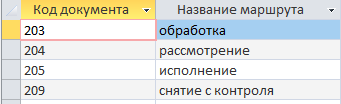 Код документа Название маршрута
203 обработка
204 рассмотрение
205 исполнение
209 снятие с контроля